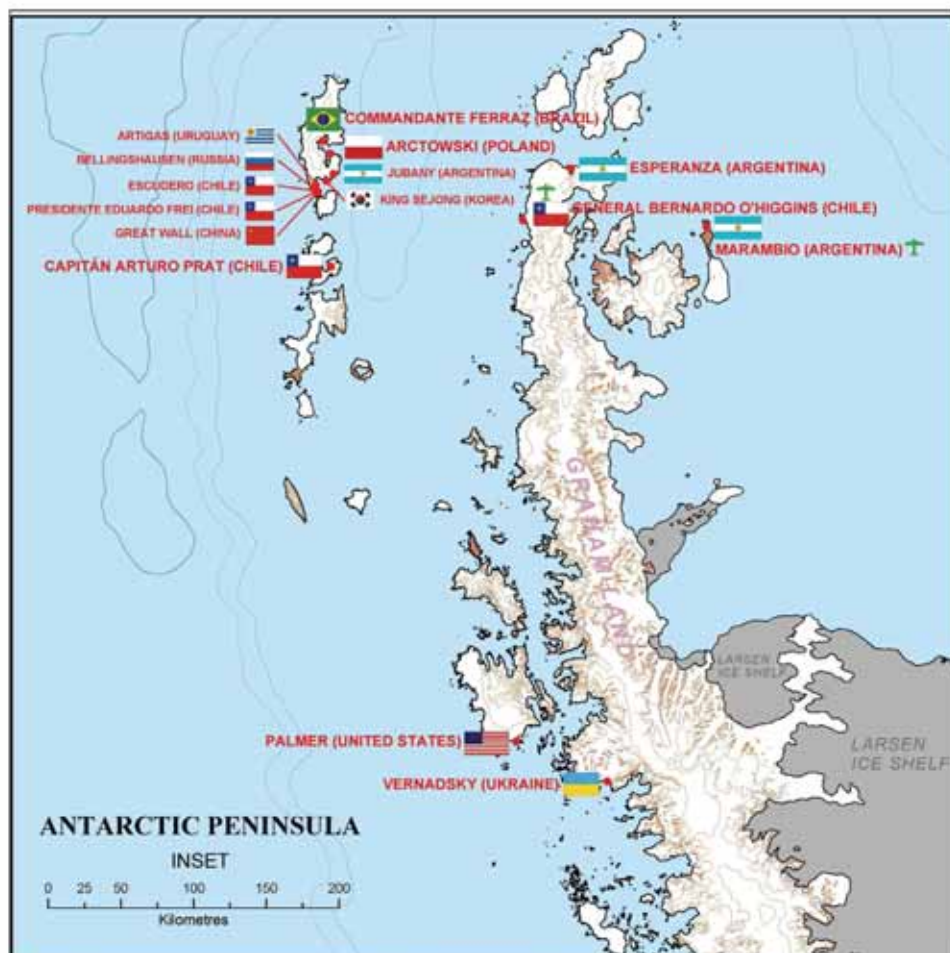 COMMANDANTE FERRAZ (BRAZIL)
ARTIGAS (URUGUAY)
ARCTOWSKI (POLAND)
BELLINGSHAUSEN (RUSSIA)
JUBANY (ARGENTINA)
ESPERANZA (ARGENTINA)
ESCUDERO (CHILE)
KING SEJONG (KOREA)
PRESIDENTE EDUARDO FREI (CHILE)
GENERAL BERNARDO O'HIGGINS (CHILE)
GREAT WALL (CHINA)
MARAMBIO (ARGENTINA)
CAPITÁN ARTURO PRAT (CHILE)
GRAHAM LAND
LARSEN
ICE SHELF
LARSEN
ICE SHELF
PALMER (UNITED STATES)
VERNADSKY (UKRAINE)
ANTARCTIC PENINSULA
INSET
0 25 50 100 150 200
Kilometres